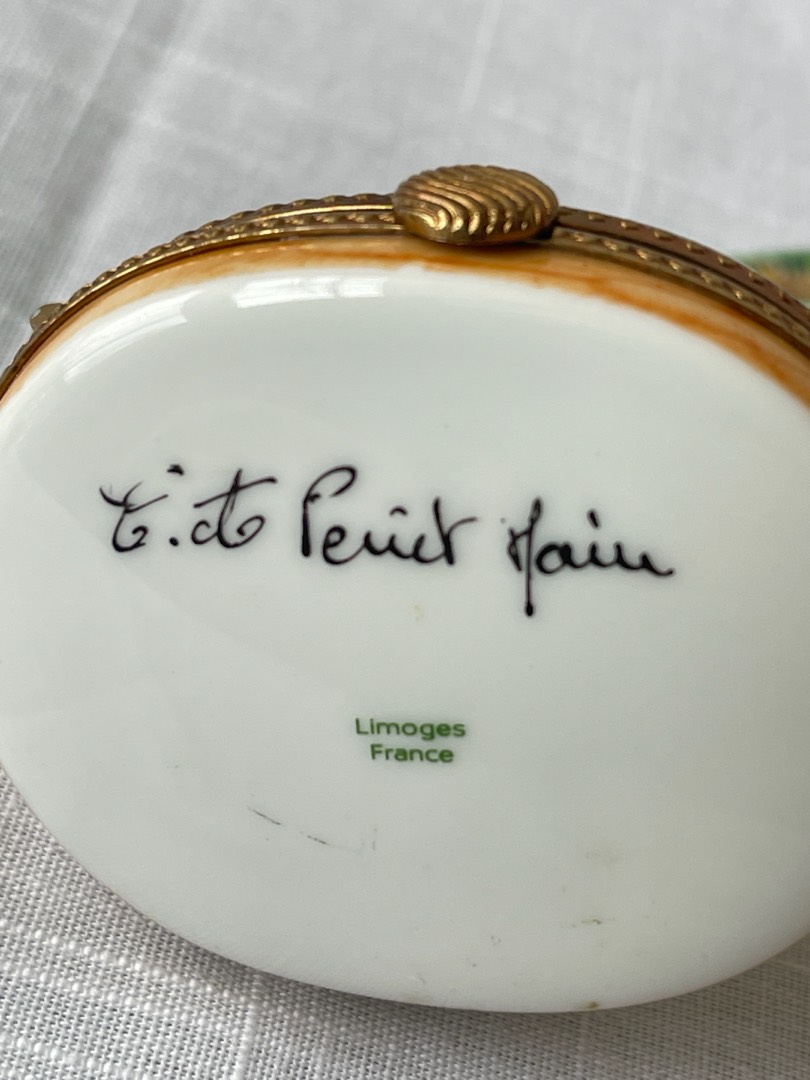 Peint Main
Limoges
France